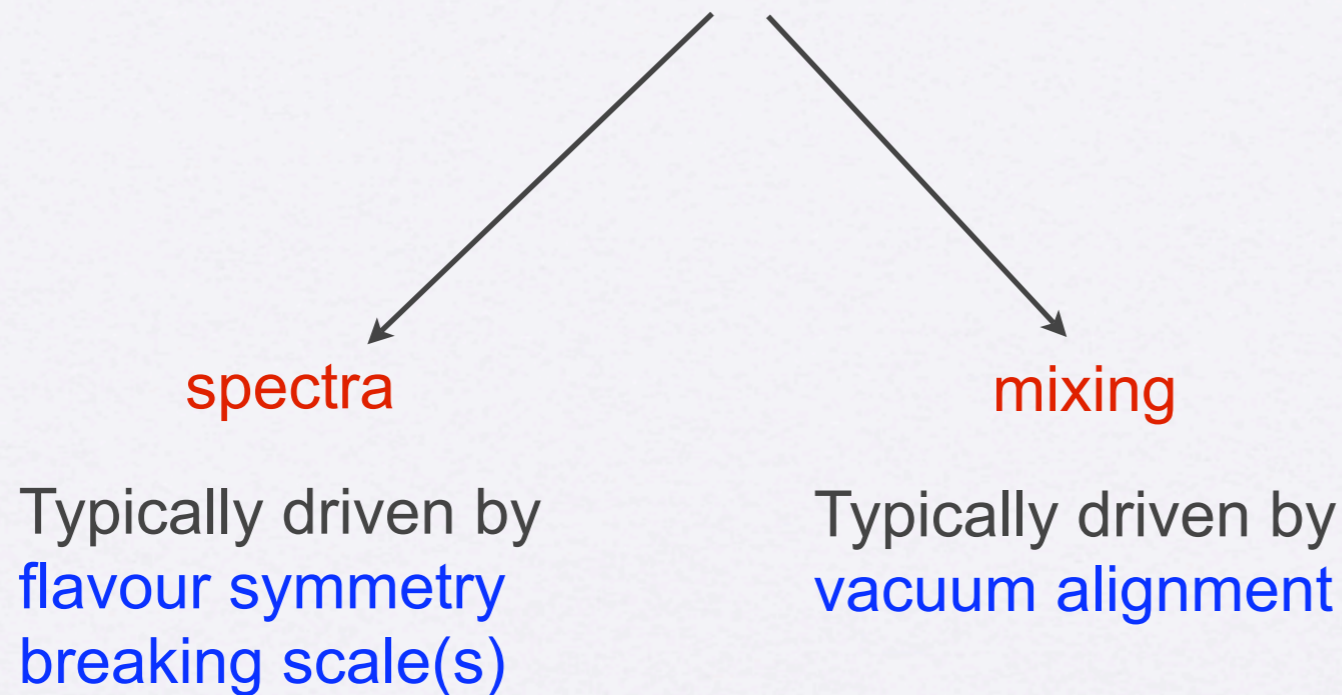 spectra
mixing
Typically driven by
flavour symmetry
breaking scale(s)
Typically driven by
vacuum alignment